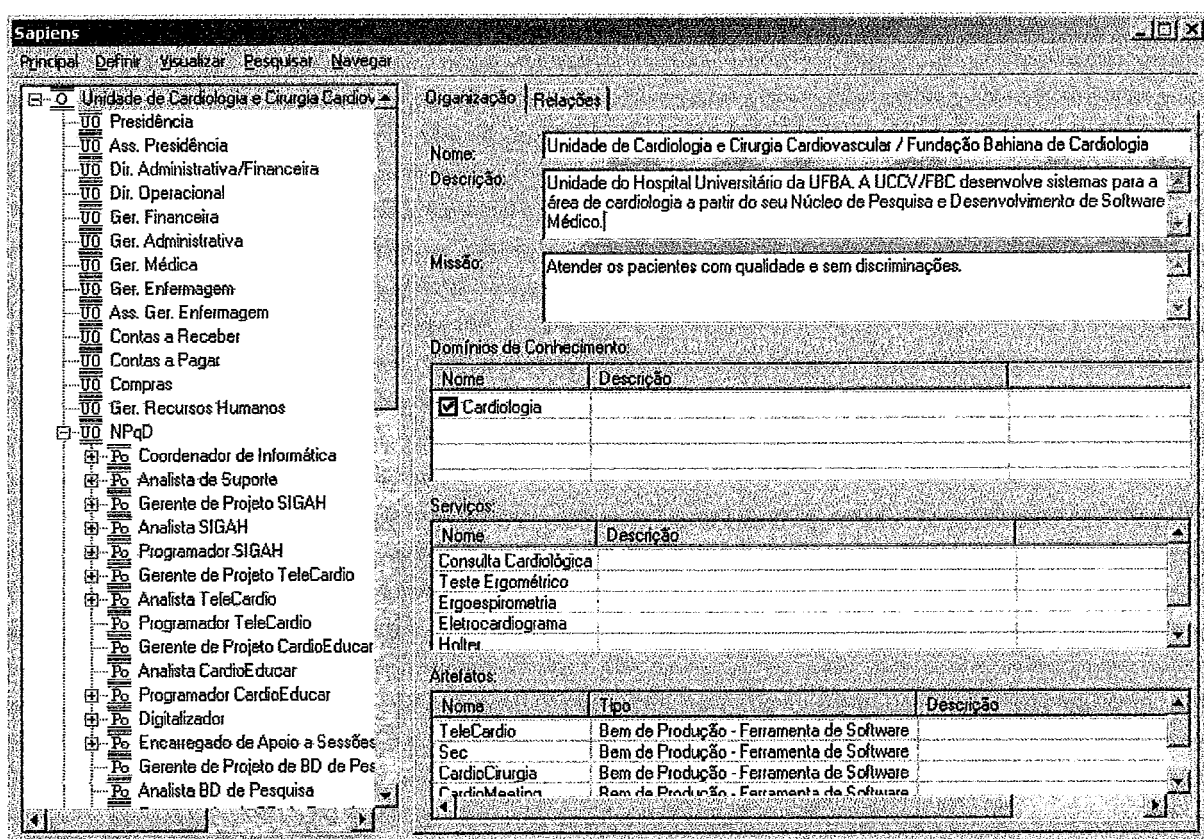 Sapiens
Principal Definir Visualizar Pesquisar Navegar
O Unidade de Cardiologia e Cirurgia Cardiov
UO Presidência
UO Ass. Presidência
UO Dir. Administrativa/Financeira
UO Dir. Operacional
UO Ger. Financeira
UO Ger. Administrativa
UO Ger. Médica
UO Ger. Enfermagem
UO Ass. Ger. Enfermagem
UO Contas a Receber
UO Contas a Pagar
UO Compras
UO Ger. Recursos Humanos
UO NPqD
Po Coordenador de Informática
Po Analista de Suporte
Po Gerente de Projeto SIGAH
Po Analista SIGAH
Po Programador SIGAH
Po Gerente de Projeto TeleCardio
Po Analista TeleCardio
Po Programador TeleCardio
Po Gerente de Projeto CardioEducar
Po Analista CardioEducar
Po Programador CardioEducar
Po Digitalizador
Po Encarregado de Apoio a Sessões
Po Gerente de Projeto de BD de Pes
Po Analista BD de Pesquisa
Organização Relações
Nome: Unidade de Cardiologia e Cirurgia Cardiovascular / Fundação Bahiana de Cardiologia
Descrição: Unidade do Hospital Universitário da UFBA. A UCCV/FBC desenvolve sistemas para a
área de cardiologia a partir do seu Núcleo de Pesquisa e Desenvolvimento de Software
Médico.
Missão: Atender os pacientes com qualidade e sem discriminações.
Domínios de Conhecimento:
Nome Descrição
Cardiologia
Serviços:
Nome Descrição
Consulta Cardiológica
Teste Ergométrico
Ergoespirometria
Eletrocardiograma
Holter
Artefatos:
Nome Tipo Descrição
TeleCardio Bem de Produção - Ferramenta de Software
Sec Bem de Produção - Ferramenta de Software
CardioCirurgia Bem de Produção - Ferramenta de Software
CardioMeeting Bem de Produção - Ferramenta de Software